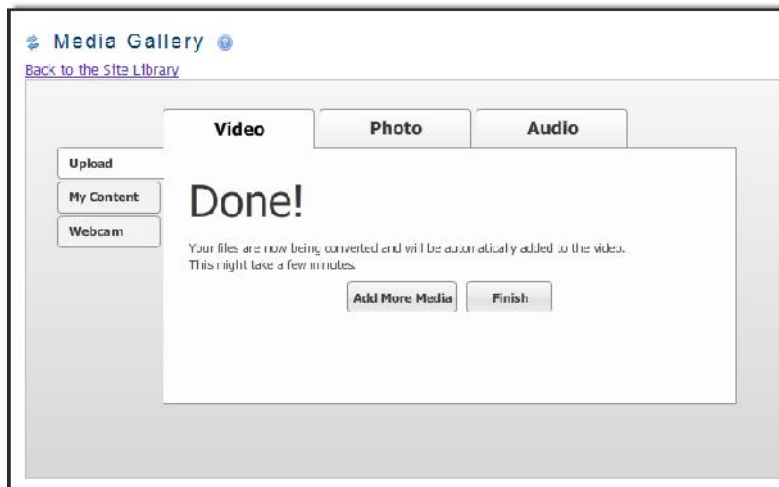 Media Gallery
Back to the Site Library
Video Photo Audio
Upload
My Content
Webcam
Done!
Your files are now being converted and will be automatically added to the video.
This might take a few minutes.
Add More Media Finish